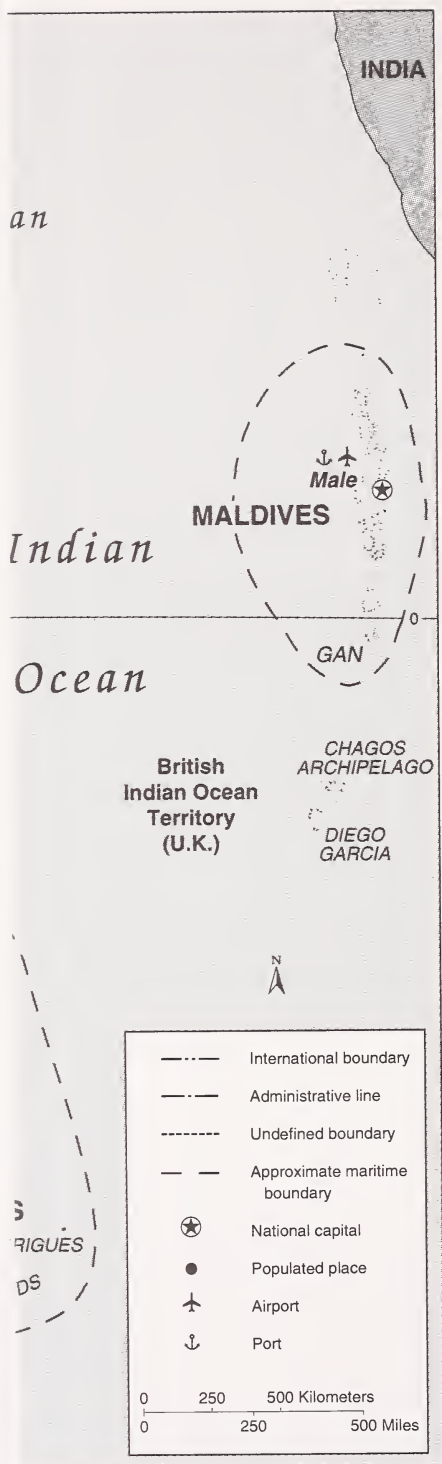 INDIA
an
Male
MALDIVES
Indian
0
GAN
Ocean
CHAGOS
ARCHIPELAGO
British
Indian Ocean
Territory
(U.K.)
DIEGO
GARCIA
N
International boundary
Administrative line
Undefined boundary
Approximate maritime
boundary
National capital
Populated place
Airport
Port
0 250 500 Kilometers
0 250 500 Miles
S
RIGUES
DS